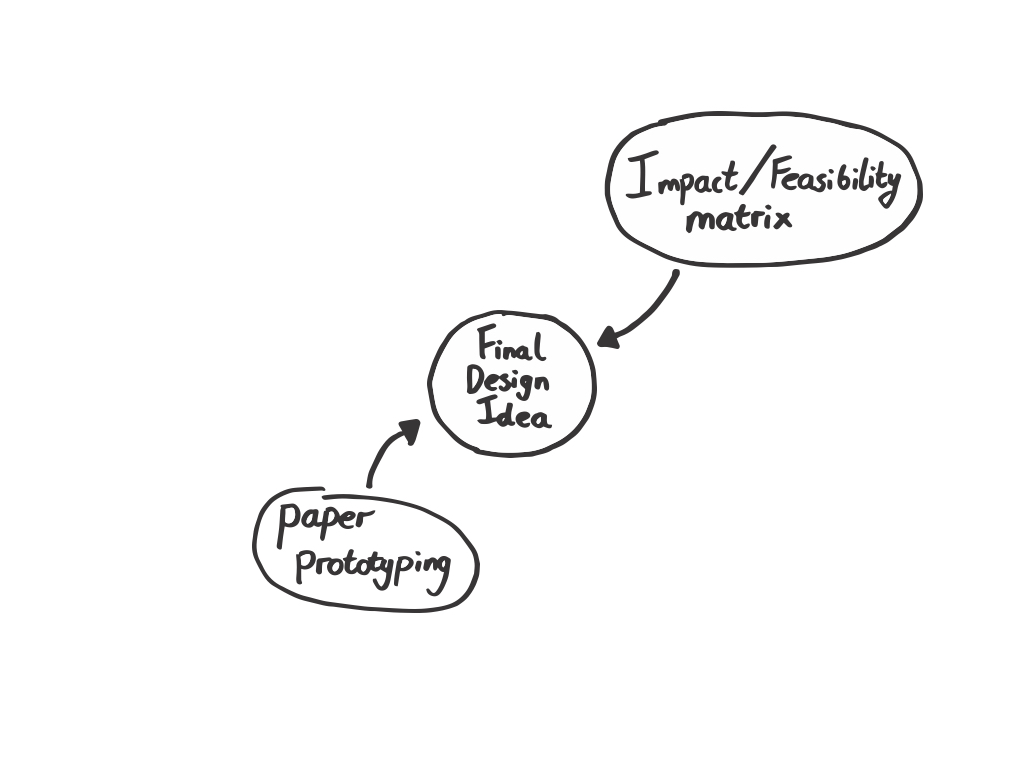 Impact/Feasibility
matrix
Final
Design
Idea
paper
prototyping